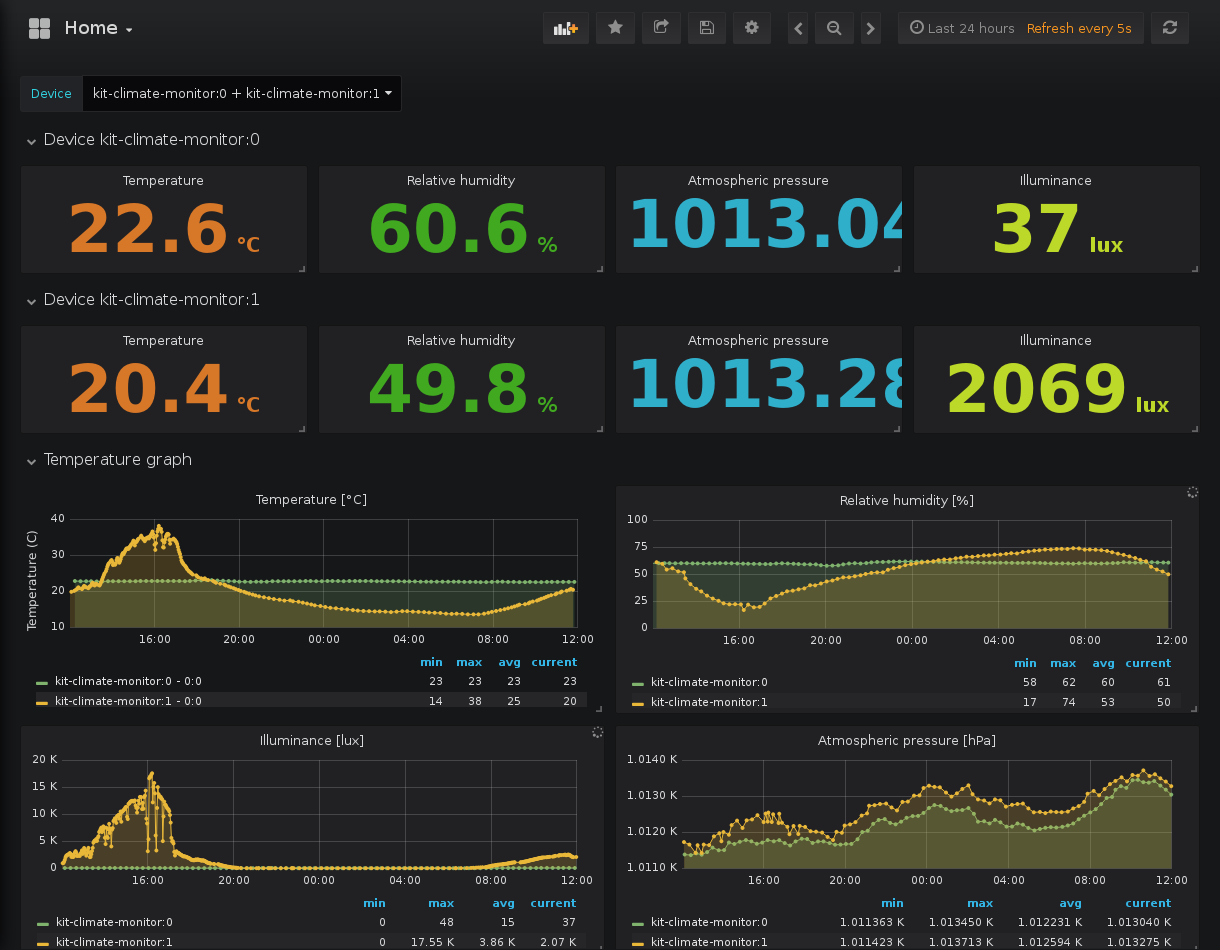 Home
Last 24 hours Refresh every 5s
Device kit-climate-monitor:0 + kit-climate-monitor:1
Device kit-climate-monitor:0
Temperature Relative humidity Atmospheric pressure Illuminance
22.6 °C 60.6 % 1013.04 37 lux
Device kit-climate-monitor:1
Temperature Relative humidity Atmospheric pressure Illuminance
20.4 °C 49.8 % 1013.28 2069 lux
Temperature graph
Temperature [°C]
Temperature (C)
40
30
20
10
16:00 20:00 00:00 04:00 08:00 12:00
min max avg current
kit-climate-monitor:0 - 0:0 23 23 23 23
kit-climate-monitor:1 - 0:0 14 38 25 20
Relative humidity [%]
100
75
50
25
0
16:00 20:00 00:00 04:00 08:00 12:00
min max avg current
kit-climate-monitor:0 58 62 60 61
kit-climate-monitor:1 17 74 53 50
Illuminance [lux]
20 K
15 K
10 K
5 K
0
16:00 20:00 00:00 04:00 08:00 12:00
min max avg current
kit-climate-monitor:0 0 48 15 37
kit-climate-monitor:1 0 17.55 K 3.86 K 2.07 K
Atmospheric pressure [hPa]
1.0140 K
1.0130 K
1.0120 K
1.0110 K
16:00 20:00 00:00 04:00 08:00 12:00
min max avg current
kit-climate-monitor:0 1.011363 K 1.013450 K 1.012231 K 1.013040 K
kit-climate-monitor:1 1.011423 K 1.013713 K 1.012594 K 1.013275 K